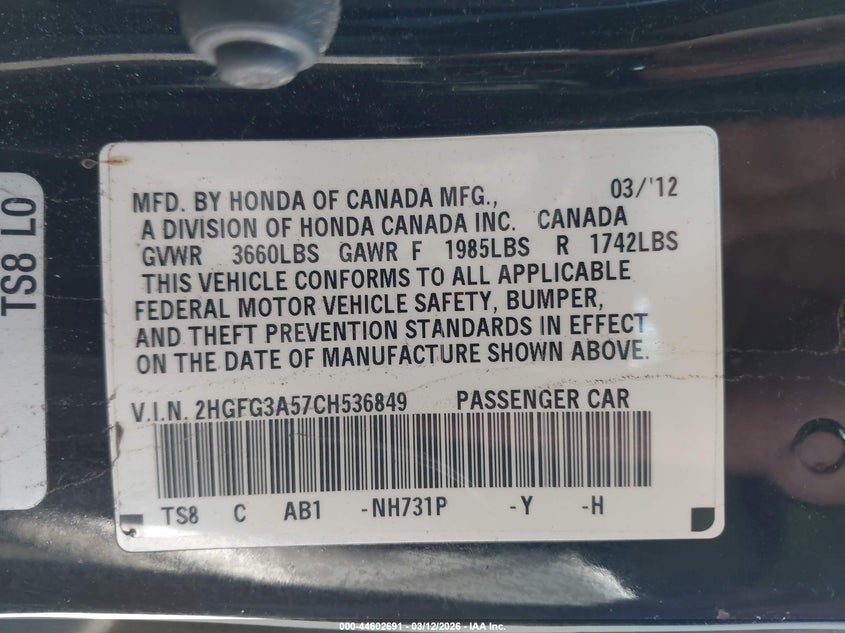 MFD. BY HONDA OF CANADA MFG., 03/'12
A DIVISION OF HONDA CANADA INC. CANADA
GVWR 3660LBS GAWR F 1985LBS R 1742LBS
THIS VEHICLE CONFORMS TO ALL APPLICABLE
FEDERAL MOTOR VEHICLE SAFETY, BUMPER,
AND THEFT PREVENTION STANDARDS IN EFFECT
ON THE DATE OF MANUFACTURE SHOWN ABOVE.
V.I.N. 2HGFG3A57CH536849 PASSENGER CAR
TS8 C AB1 -NH731P -Y -H
TS8 L0
000-44602691 - 03/12/2026 - IAA Inc.